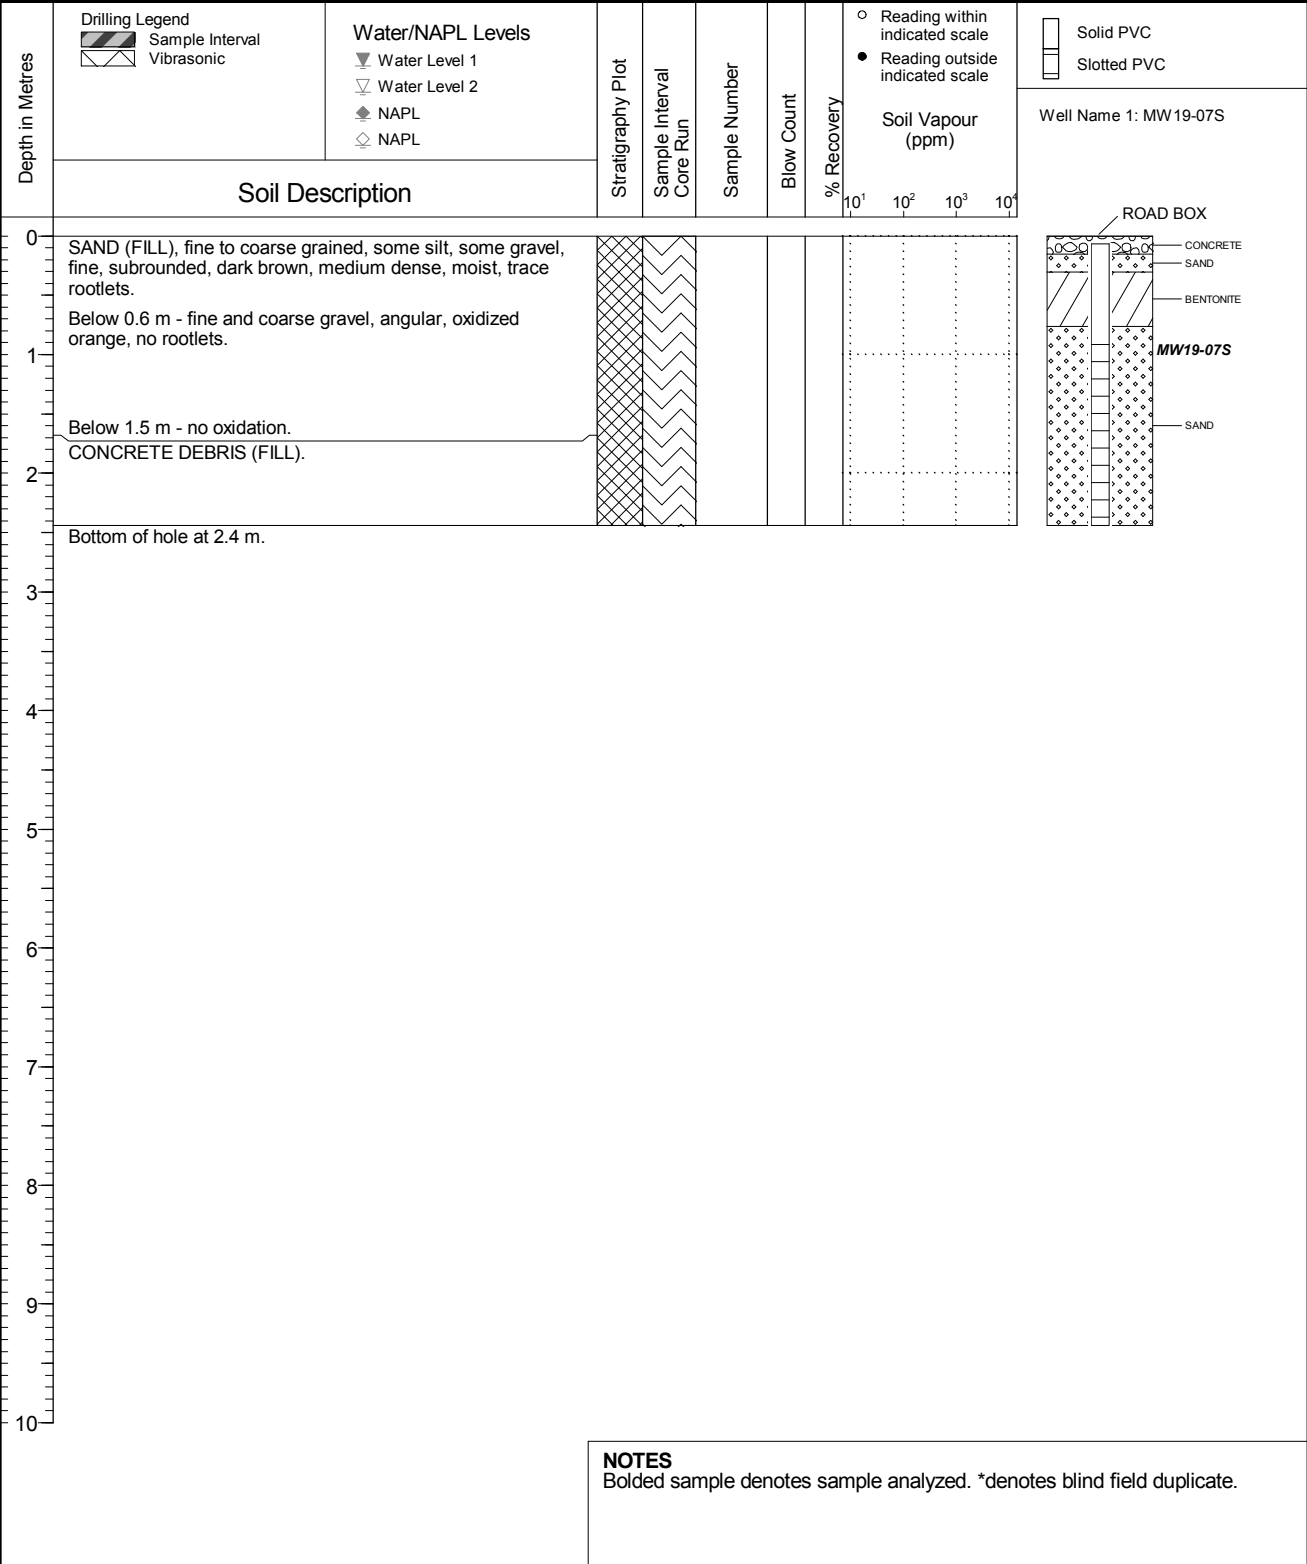 Depth in Metres
Drilling Legend
Sample Interval
Vibrasonic
Water/NAPL Levels
Water Level 1
Water Level 2
NAPL
NAPL
Soil Description
Stratigraphy Plot
Sample Interval
Core Run
Sample Number
Blow Count
% Recovery
Reading within
indicated scale
Reading outside
indicated scale
Soil Vapour
(ppm)
10¹ 10² 10³ 10⁴
Solid PVC
Slotted PVC
Well Name 1: MW19-07S
ROAD BOX
0
SAND (FILL), fine to coarse grained, some silt, some gravel,
fine, subrounded, dark brown, medium dense, moist, trace
rootlets.
Below 0.6 m - fine and coarse gravel, angular, oxidized
orange, no rootlets.
1
Below 1.5 m - no oxidation.
CONCRETE DEBRIS (FILL).
2
Bottom of hole at 2.4 m.
CONCRETE
SAND
BENTONITE
MW19-07S
SAND
3
4
5
6
7
8
9
10
NOTES
Bolded sample denotes sample analyzed. *denotes blind field duplicate.